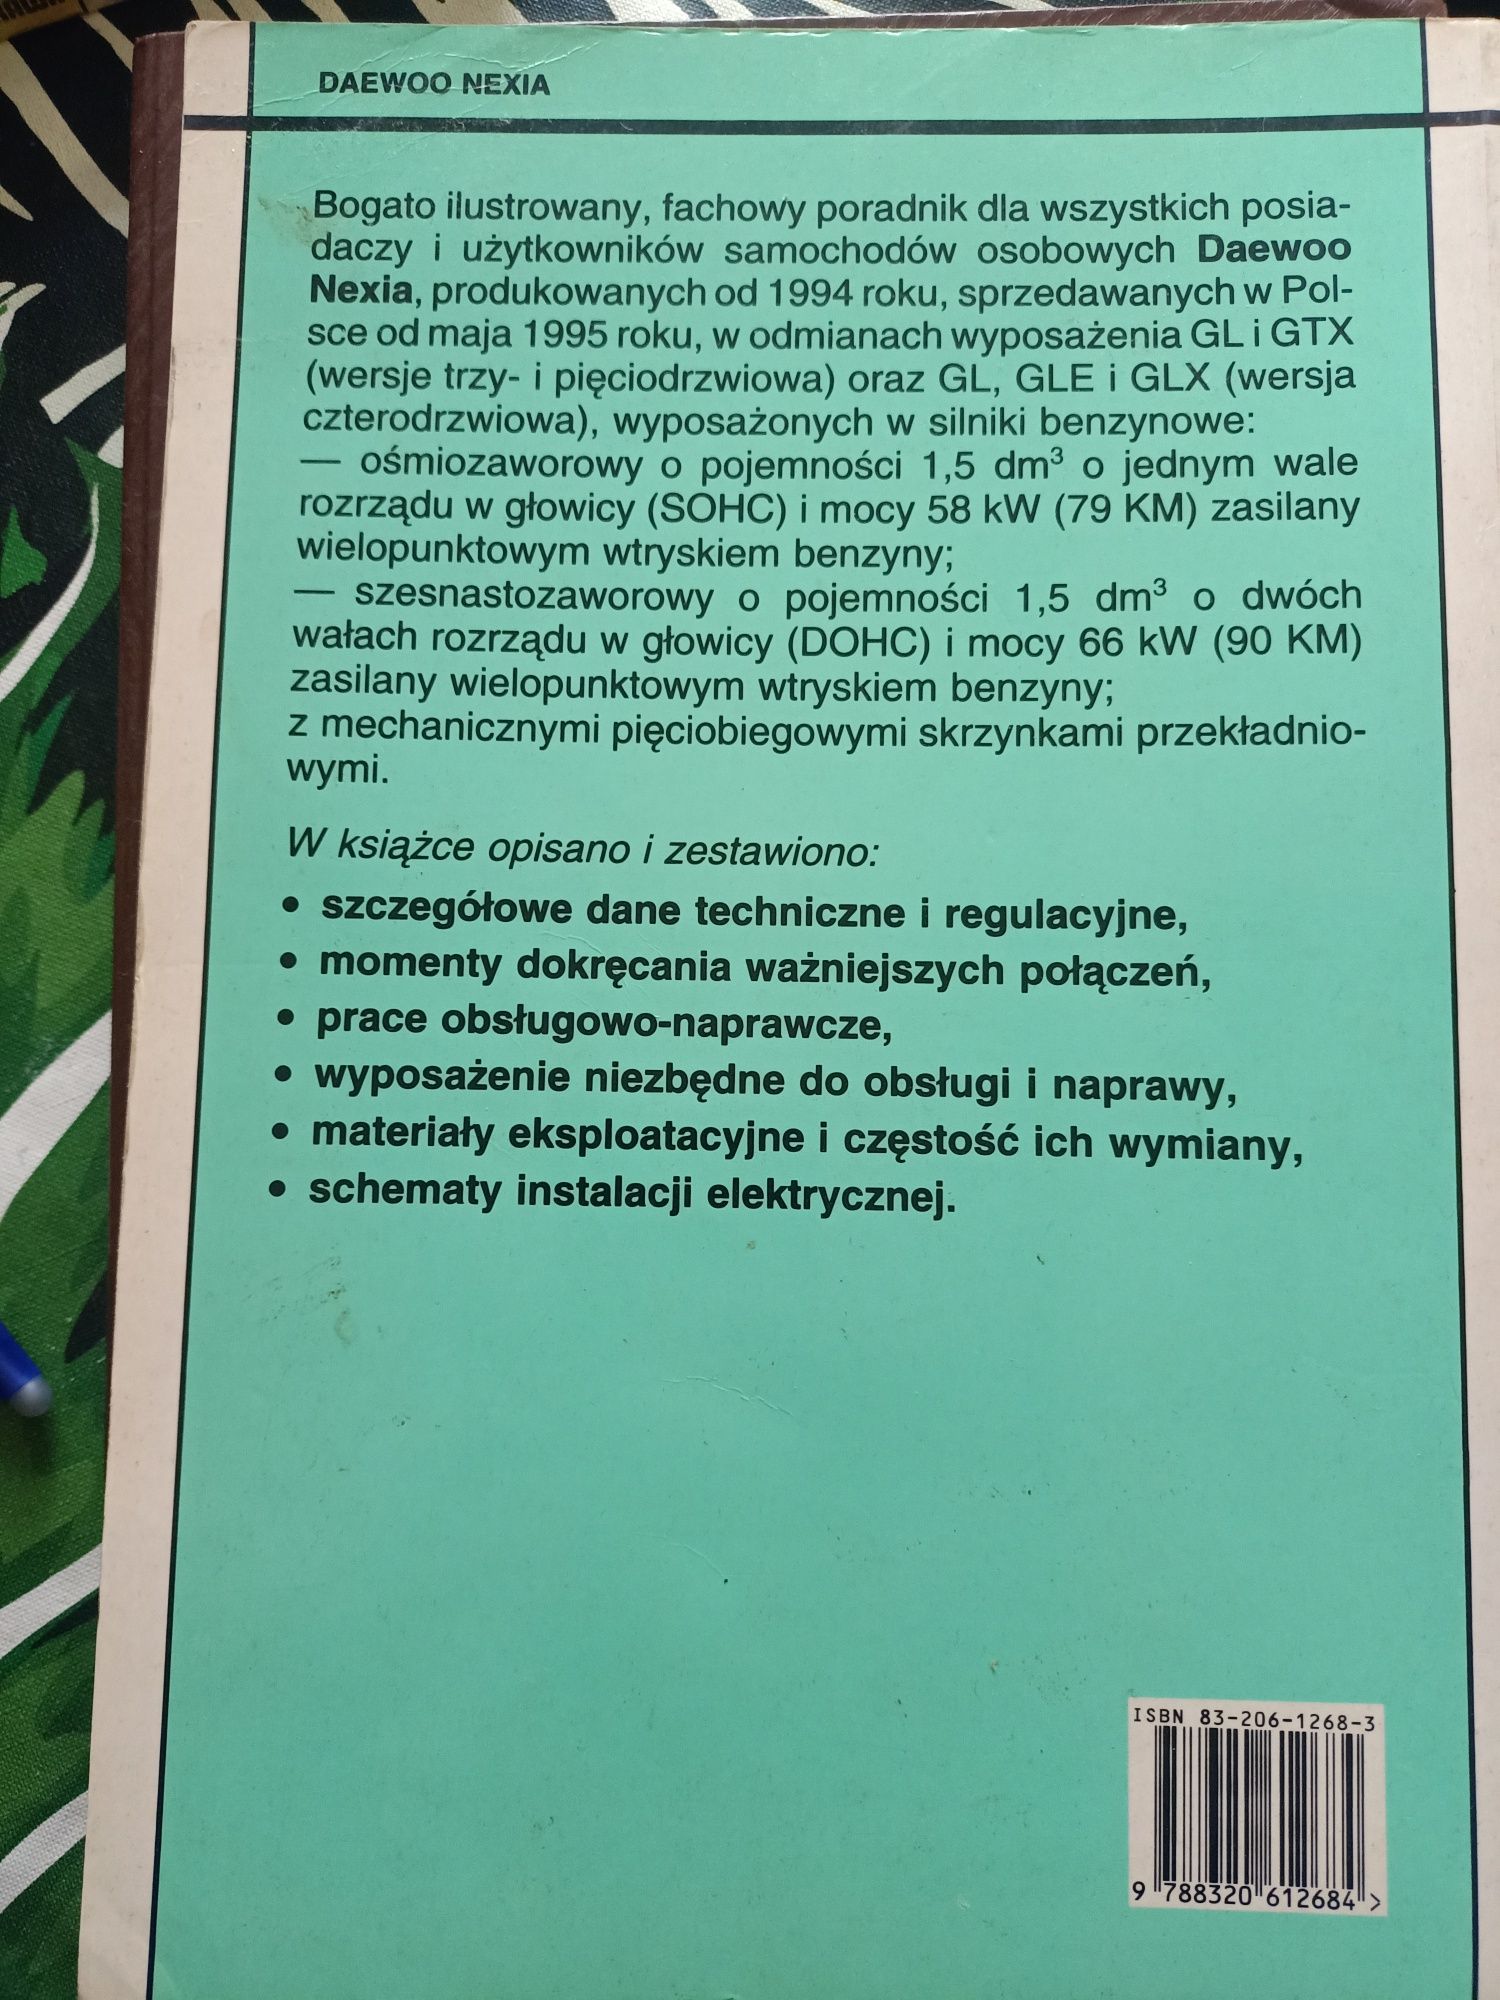 DAEWOO NEXIA
Bogato ilustrowany, fachowy poradnik dla wszystkich posia-
daczy i użytkowników samochodów osobowych Daewoo
Nexia, produkowanych od 1994 roku, sprzedawanych w Pol-
sce od maja 1995 roku, w odmianach wyposażenia GL i GTX
(wersje trzy- i pięciodrzwiowa) oraz GL, GLE i GLX (wersja
czterodrzwiowa), wyposażonych w silniki benzynowe:
— ośmiozaworowy o pojemności 1,5 dm³ o jednym wale
rozrządu w głowicy (SOHC) i mocy 58 kW (79 KM) zasilany
wielopunktowym wtryskiem benzyny;
— szesnastozaworowy o pojemności 1,5 dm³ o dwóch
wałach rozrządu w głowicy (DOHC) i mocy 66 kW (90 KM)
zasilany wielopunktowym wtryskiem benzyny;
z mechanicznymi pięciobiegowymi skrzynkami przekładnio-
wymi.
W książce opisano i zestawiono:
• szczegółowe dane techniczne i regulacyjne,
• momenty dokręcania ważniejszych połączeń,
• prace obsługowo-naprawcze,
• wyposażenie niezbędne do obsługi i naprawy,
• materiały eksploatacyjne i częstość ich wymiany,
• schematy instalacji elektrycznej.
ISBN 83-206-1268-3
9 788320 612684 >